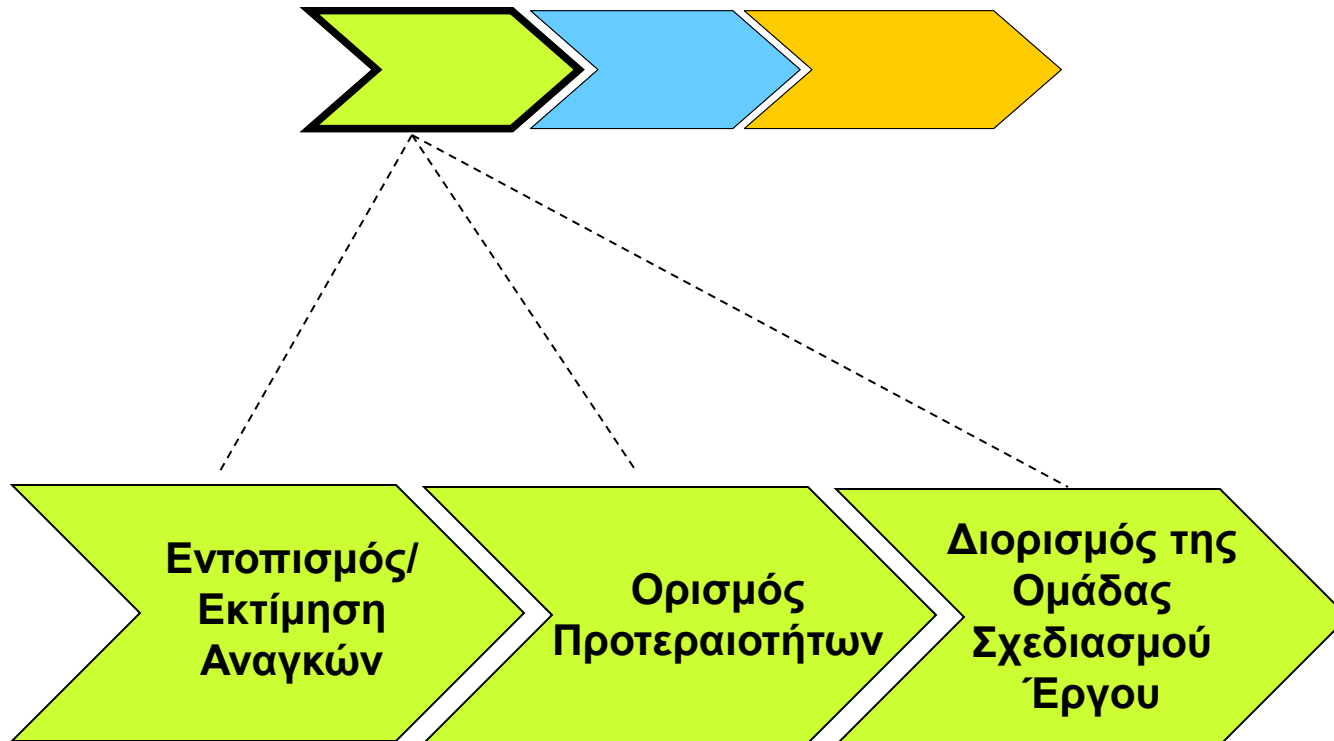 Εντοπισμός/
Εκτίμηση
Αναγκών
Ορισμός
Προτεραιοτήτων
Διορισμός της
Ομάδας
Σχεδιασμού
Έργου